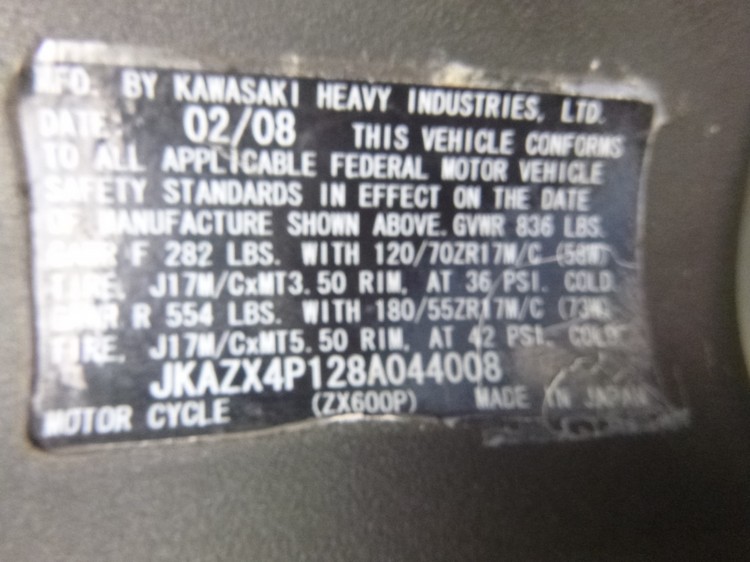 MFD. BY KAWASAKI HEAVY INDUSTRIES, LTD.
DATE: 02/08 THIS VEHICLE CONFORMS
TO ALL APPLICABLE FEDERAL MOTOR VEHICLE
SAFETY STANDARDS IN EFFECT ON THE DATE
OF MANUFACTURE SHOWN ABOVE. GVWR 836 LBS.
GAWR F 282 LBS. WITH 120/70ZR17M/C (58W)
TIRE, J17M/CxMT3.50 RIM, AT 36 PSI. COLD
GAWR R 554 LBS. WITH 180/55ZR17M/C (73W)
TIRE, J17M/CxMT5.50 RIM, AT 42 PSI. COLD
JKAZX4P128A044008
MOTOR CYCLE (ZX600P) MADE IN JAPAN